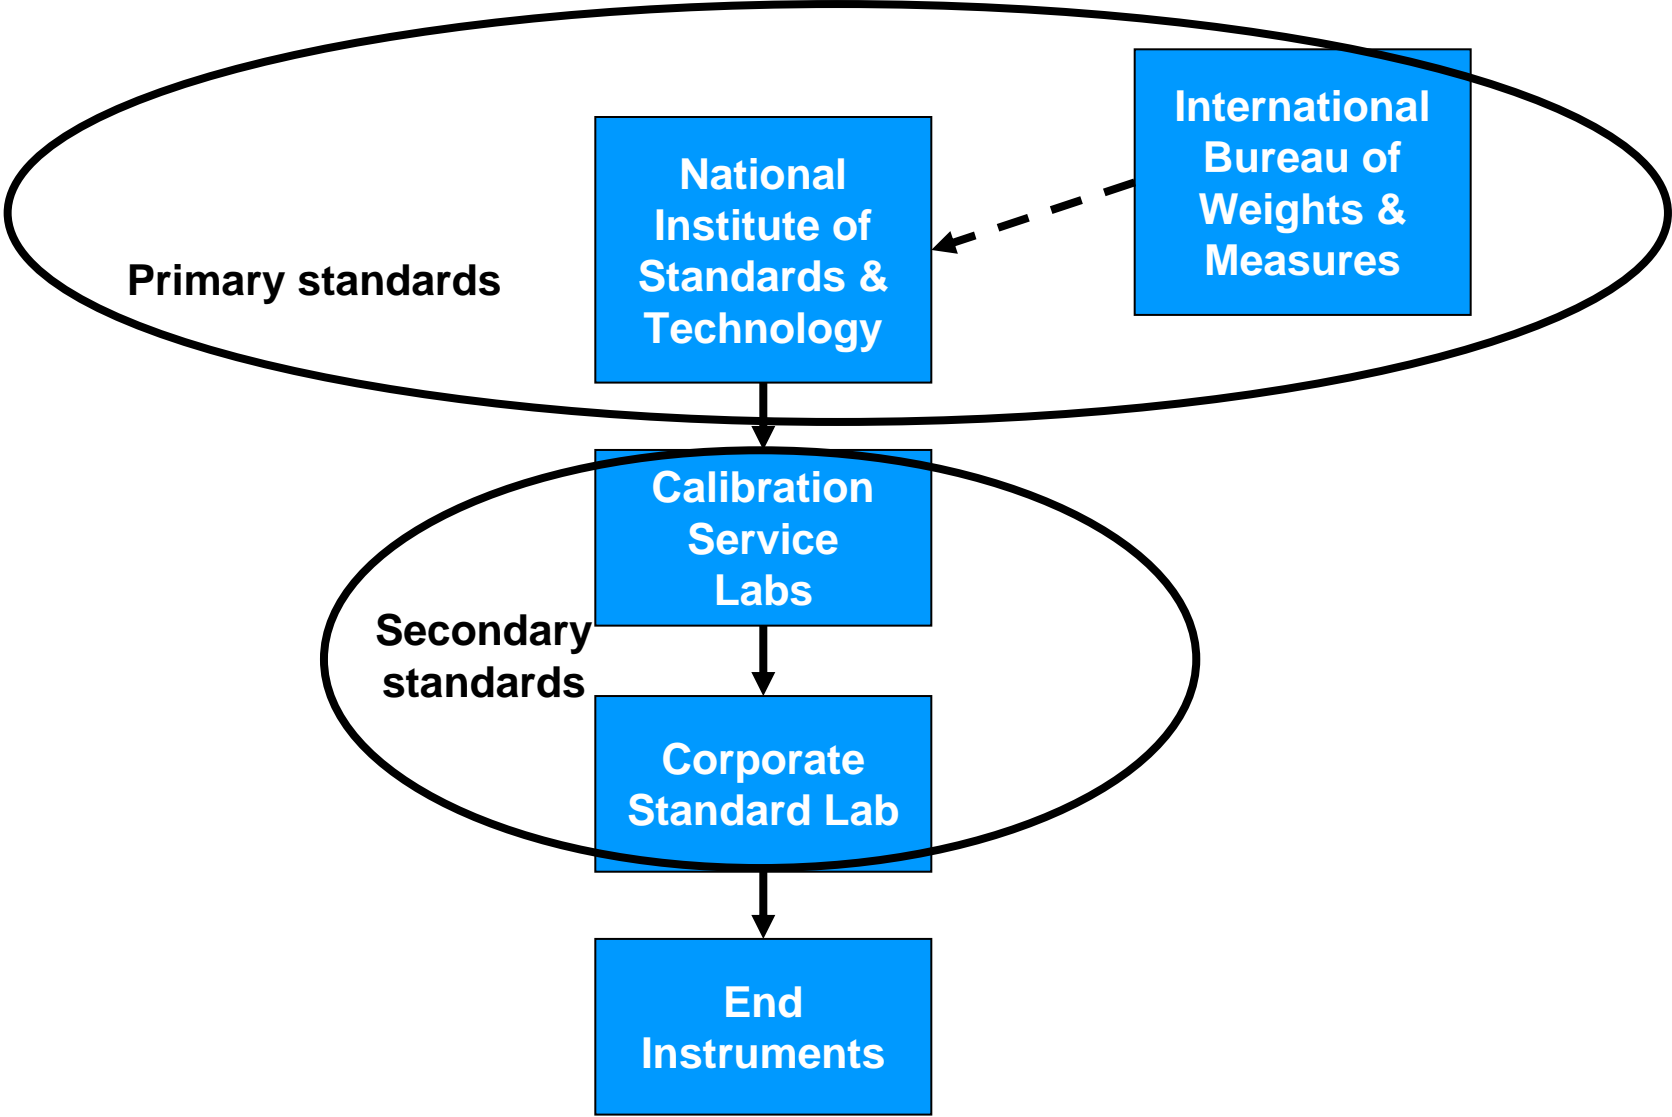 International
Bureau of
Weights &
Measures
National
Institute of
Standards &
Technology
Primary standards
Calibration
Service
Labs
Secondary
standards
Corporate
Standard Lab
End
Instruments